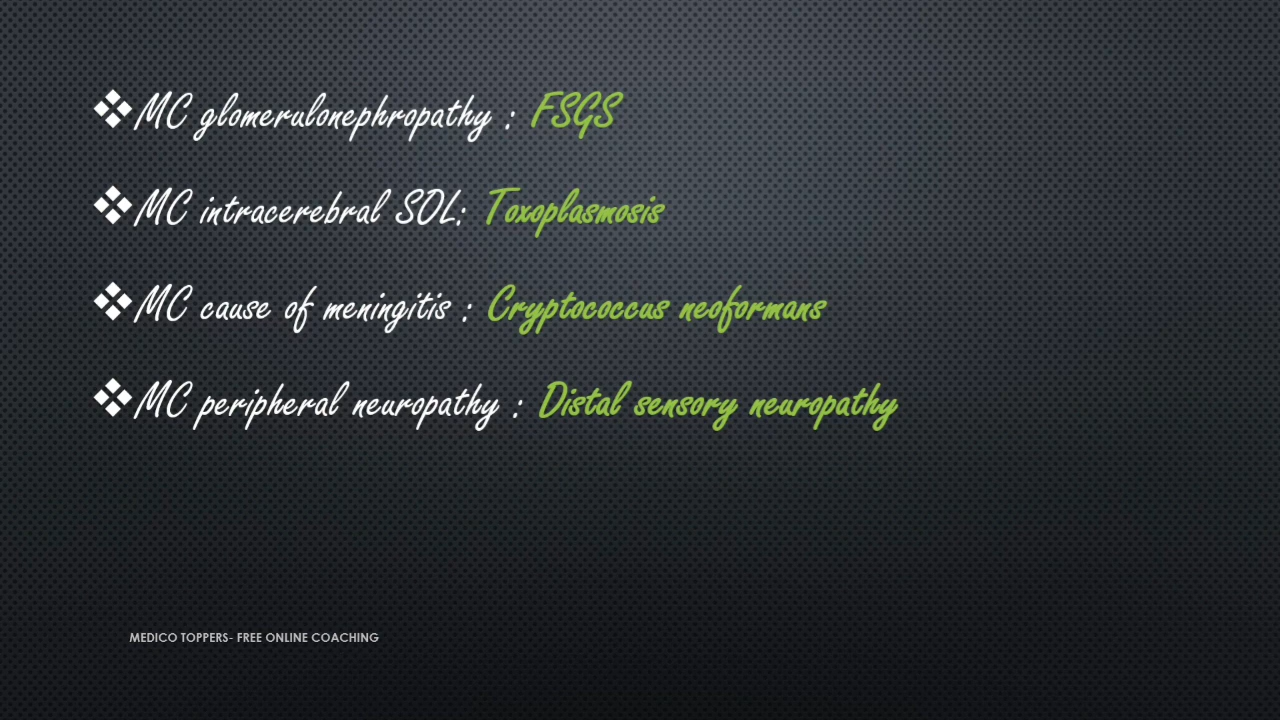 ❖MC glomerulonephropathy : FSGS
❖MC intracerebral SOL: Toxoplasmosis
❖MC cause of meningitis : Cryptococcus neoformans
❖MC peripheral neuropathy : Distal sensory neuropathy
MEDICO TOPPERS- FREE ONLINE COACHING